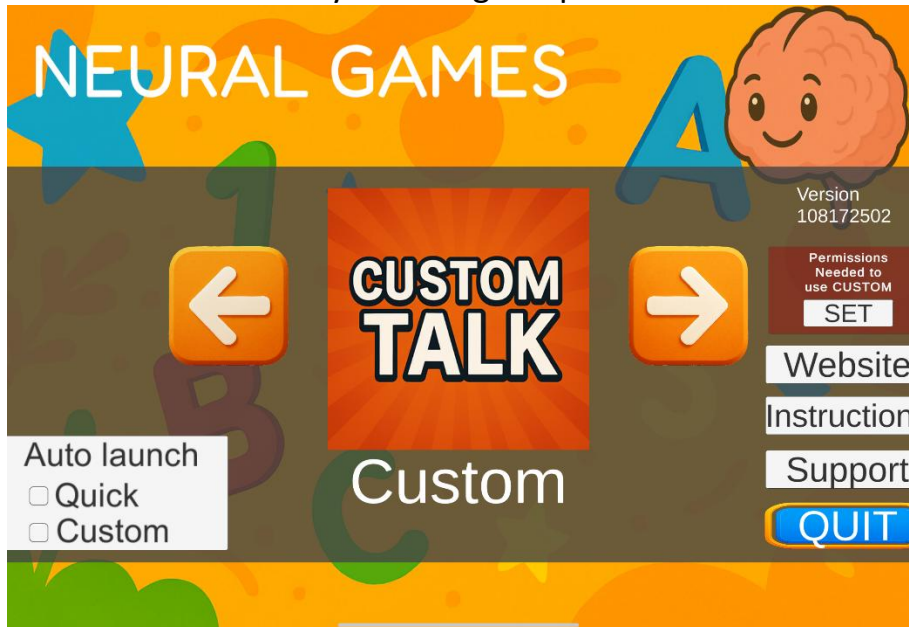 NEURAL GAMES
Version
108172502
Permissions
Needed to
use CUSTOM
SET
CUSTOM
TALK
Custom
Website
Instruction
Support
QUIT
Auto launch
Quick
Custom
1
A
B
C